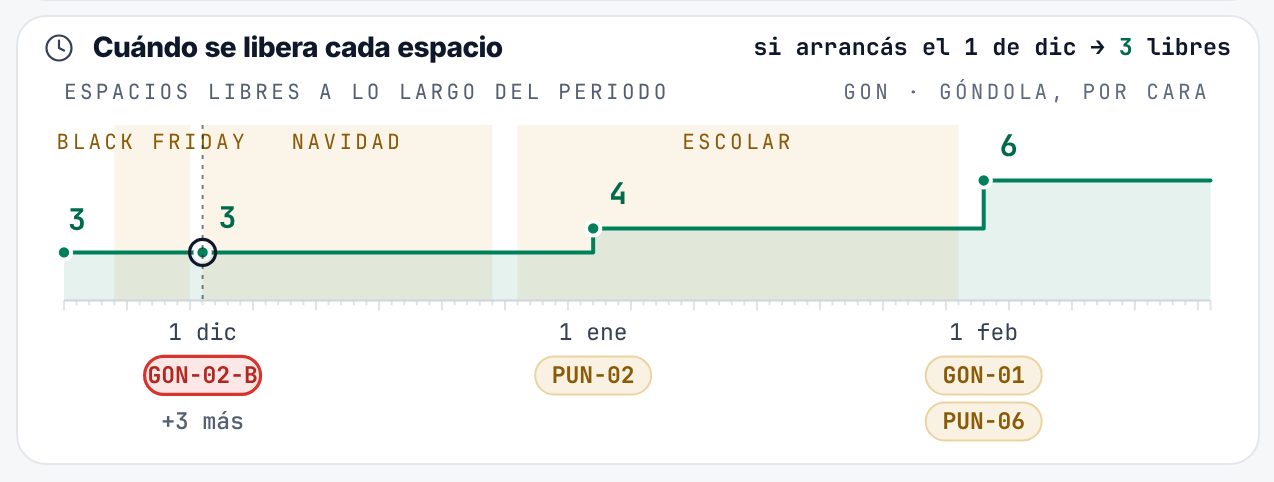 Cuándo se libera cada espacio
si arrancás el 1 de dic → 3 libres
ESPACIOS LIBRES A LO LARGO DEL PERIODO
GON · GÓNDOLA, POR CARA
BLACK FRIDAY
NAVIDAD
ESCOLAR
3
3
4
6
1 dic
1 ene
1 feb
GON-02-B
PUN-02
GON-01
+3 más
PUN-06